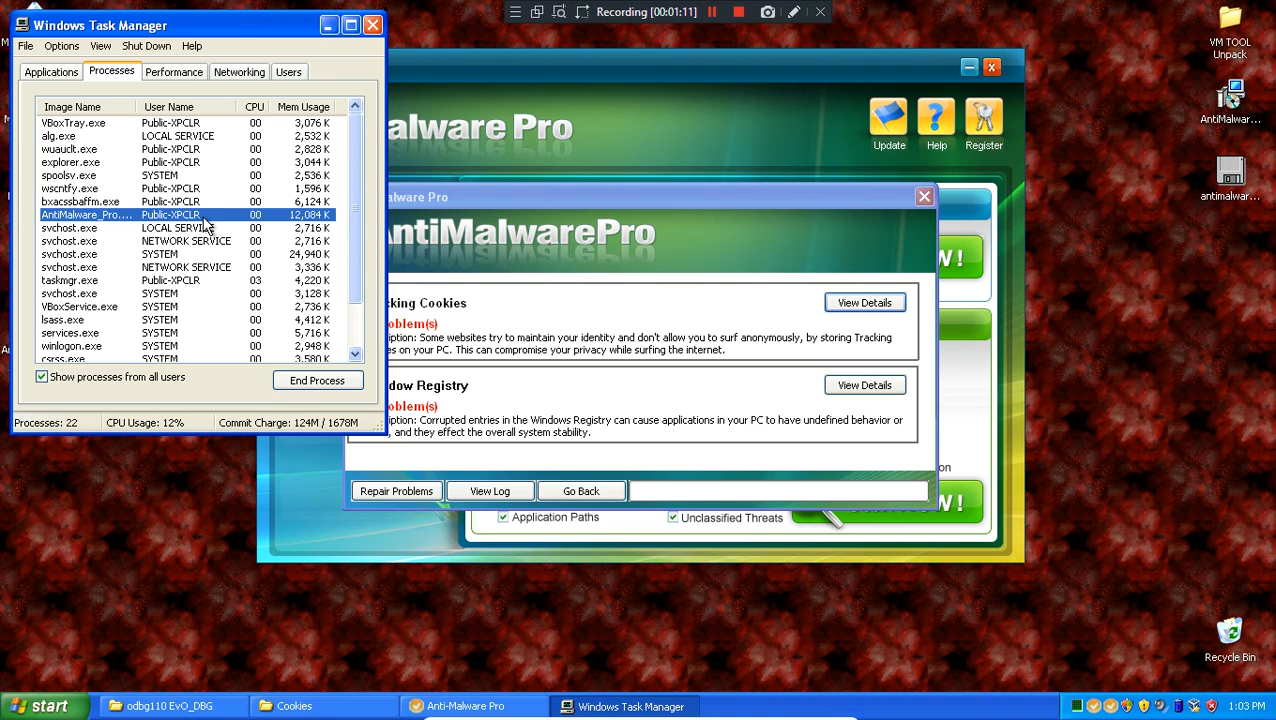 Recording [00:01:11]
Windows Task Manager
File Options View Shut Down Help
Applications Processes Performance Networking Users
Image Name User Name CPU Mem Usage
VBoxTray.exe Public-XPCLR 00 3,076 K
alg.exe LOCAL SERVICE 00 2,532 K
wuauclt.exe Public-XPCLR 00 2,828 K
explorer.exe Public-XPCLR 00 3,044 K
spoolsv.exe SYSTEM 00 2,536 K
wscntfy.exe Public-XPCLR 00 1,596 K
bxacssbaffm.exe Public-XPCLR 00 6,124 K
AntiMalware_Pro.... Public-XPCLR 00 12,084 K
svchost.exe LOCAL SERVICE 00 2,716 K
svchost.exe NETWORK SERVICE 00 2,716 K
svchost.exe SYSTEM 00 24,940 K
svchost.exe NETWORK SERVICE 00 3,336 K
taskmgr.exe Public-XPCLR 03 4,220 K
svchost.exe SYSTEM 00 3,128 K
VBoxService.exe SYSTEM 00 2,736 K
lsass.exe SYSTEM 00 4,412 K
services.exe SYSTEM 00 5,716 K
winlogon.exe SYSTEM 00 2,948 K
csrss.exe SYSTEM 00 3,580 K
Show processes from all users
End Process
Processes: 22 CPU Usage: 12% Commit Charge: 124M / 1678M
alware Pro
Update Help Register
alware Pro
AntiMalwarePro
cking Cookies
View Details
oblem(s)
iption: Some websites try to maintain your identity and don't allow you to surf anonymously, by storing Tracking
es on your PC. This can compromise your privacy while surfing the internet.
dow Registry
View Details
oblem(s)
iption: Corrupted entries in the Windows Registry can cause applications in your PC to have undefined behavior or
, and they effect the overall system stability.
Repair Problems View Log Go Back
W!
on
W!
Application Paths Unclassified Threats
VM TOOL
Unpack
AntiMalwar...
antimalwar...
Recycle Bin
start
odbg110 EvO_DBG
Cookies
Anti-Malware Pro
Windows Task Manager
1:03 PM